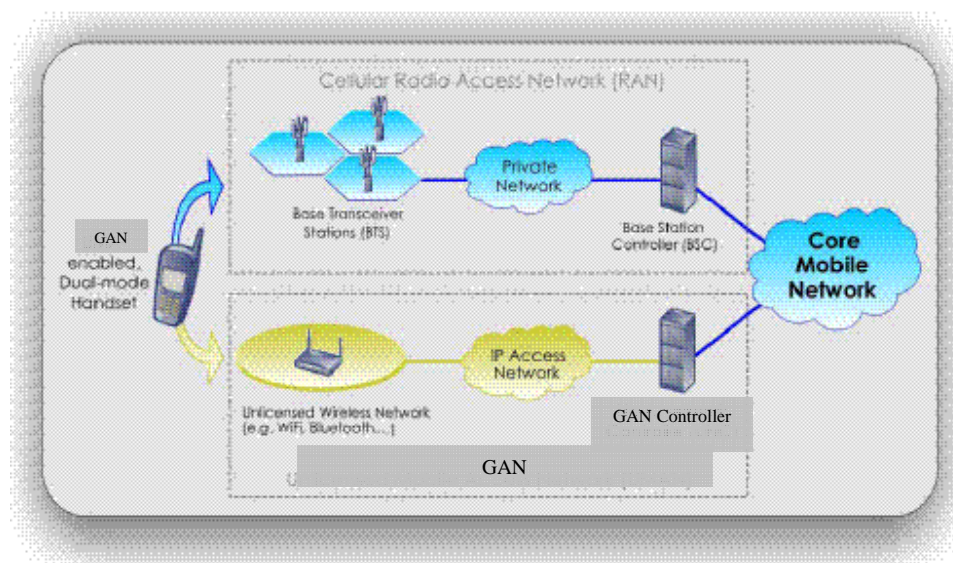 Cellular Radio Access Network (RAN)
Private
Network
Base Transceiver
Stations (BTS)
Base Station
Controller (BSC)
GAN
enabled,
Dual-mode
Handset
Core
Mobile
Network
IP Access
Network
Unlicensed Wireless Network
(e.g. WiFi, Bluetooth...)
GAN Controller
GAN